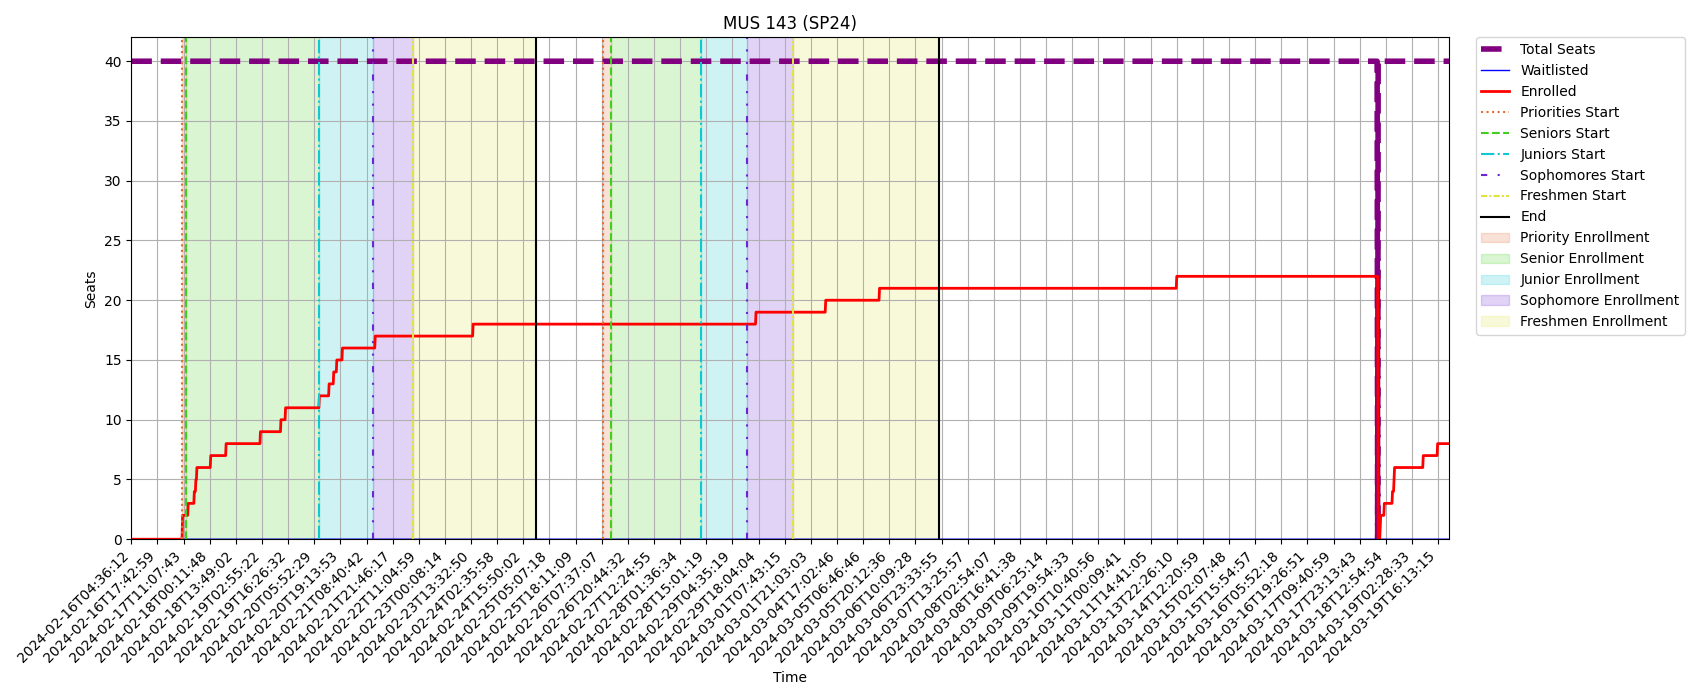 MUS 143 (SP24)
Seats
40
35
30
25
20
15
10
5
0
2024-02-16T04:36:12
2024-02-16T17:42:59
2024-02-17T11:07:43
2024-02-18T00:11:48
2024-02-18T13:49:02
2024-02-19T02:55:22
2024-02-19T16:26:32
2024-02-20T05:52:29
2024-02-20T19:13:53
2024-02-21T08:40:42
2024-02-21T21:46:17
2024-02-22T11:04:59
2024-02-23T00:08:14
2024-02-23T13:32:50
2024-02-24T02:35:58
2024-02-24T15:50:02
2024-02-25T05:07:18
2024-02-25T18:11:09
2024-02-26T07:37:07
2024-02-26T20:44:32
2024-02-27T12:24:55
2024-02-28T01:36:34
2024-02-28T15:01:19
2024-02-29T04:35:19
2024-02-29T18:04:04
2024-03-01T07:43:15
2024-03-01T21:03:03
2024-03-04T17:02:46
2024-03-05T06:46:46
2024-03-05T20:12:36
2024-03-06T10:09:28
2024-03-06T23:33:55
2024-03-07T13:25:57
2024-03-08T02:54:07
2024-03-08T16:41:38
2024-03-09T06:25:14
2024-03-09T19:54:33
2024-03-10T10:40:56
2024-03-11T00:09:41
2024-03-11T14:41:05
2024-03-13T22:26:10
2024-03-14T12:20:59
2024-03-15T02:07:48
2024-03-15T15:54:57
2024-03-16T05:52:18
2024-03-16T19:26:51
2024-03-17T09:40:59
2024-03-17T23:13:43
2024-03-18T12:54:54
2024-03-19T02:28:33
2024-03-19T16:13:15
Time
Total Seats
Waitlisted
Enrolled
Priorities Start
Seniors Start
Juniors Start
Sophomores Start
Freshmen Start
End
Priority Enrollment
Senior Enrollment
Junior Enrollment
Sophomore Enrollment
Freshmen Enrollment